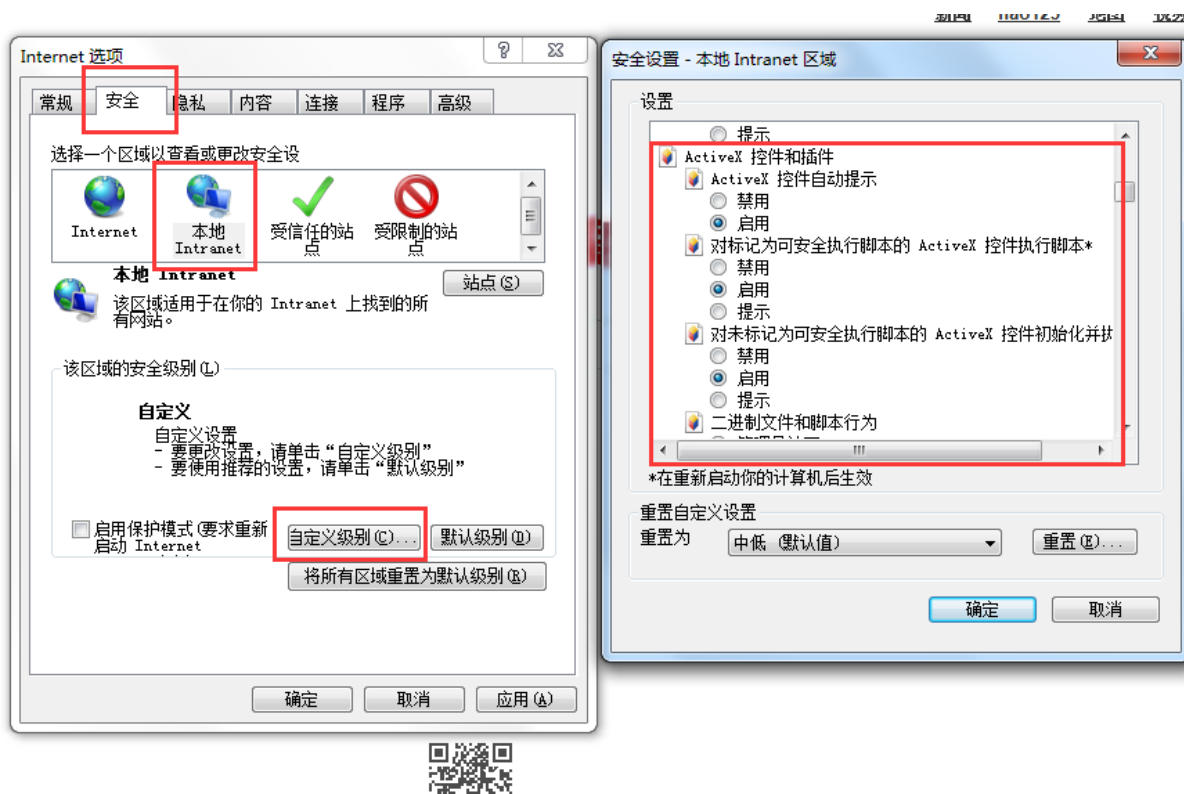 新闻 hao123 地图 视频
Internet 选项
常规 安全 隐私 内容 连接 程序 高级
选择一个区域以查看或更改安全设
Internet
本地
Intranet
受信任的站
点
受限制的站
点
本地 Intranet
站点(S)
该区域适用于在你的 Intranet 上找到的所
有网站。
该区域的安全级别(L)
自定义
自定义设置
- 要更改设置，请单击“自定义级别”
- 要使用推荐的设置，请单击“默认级别”
启用保护模式(要求重新
启动 Internet
自定义级别(C)... 默认级别(D)
将所有区域重置为默认级别(R)
确定 取消 应用(A)
安全设置 - 本地 Intranet 区域
设置
提示
ActiveX 控件和插件
ActiveX 控件自动提示
禁用
启用
对标记为可安全执行脚本的 ActiveX 控件执行脚本*
禁用
启用
提示
对未标记为可安全执行脚本的 ActiveX 控件初始化并执
禁用
启用
提示
二进制文件和脚本行为
*在重新启动你的计算机后生效
重置自定义设置
重置为 中低 (默认值) 重置(E)...
确定 取消